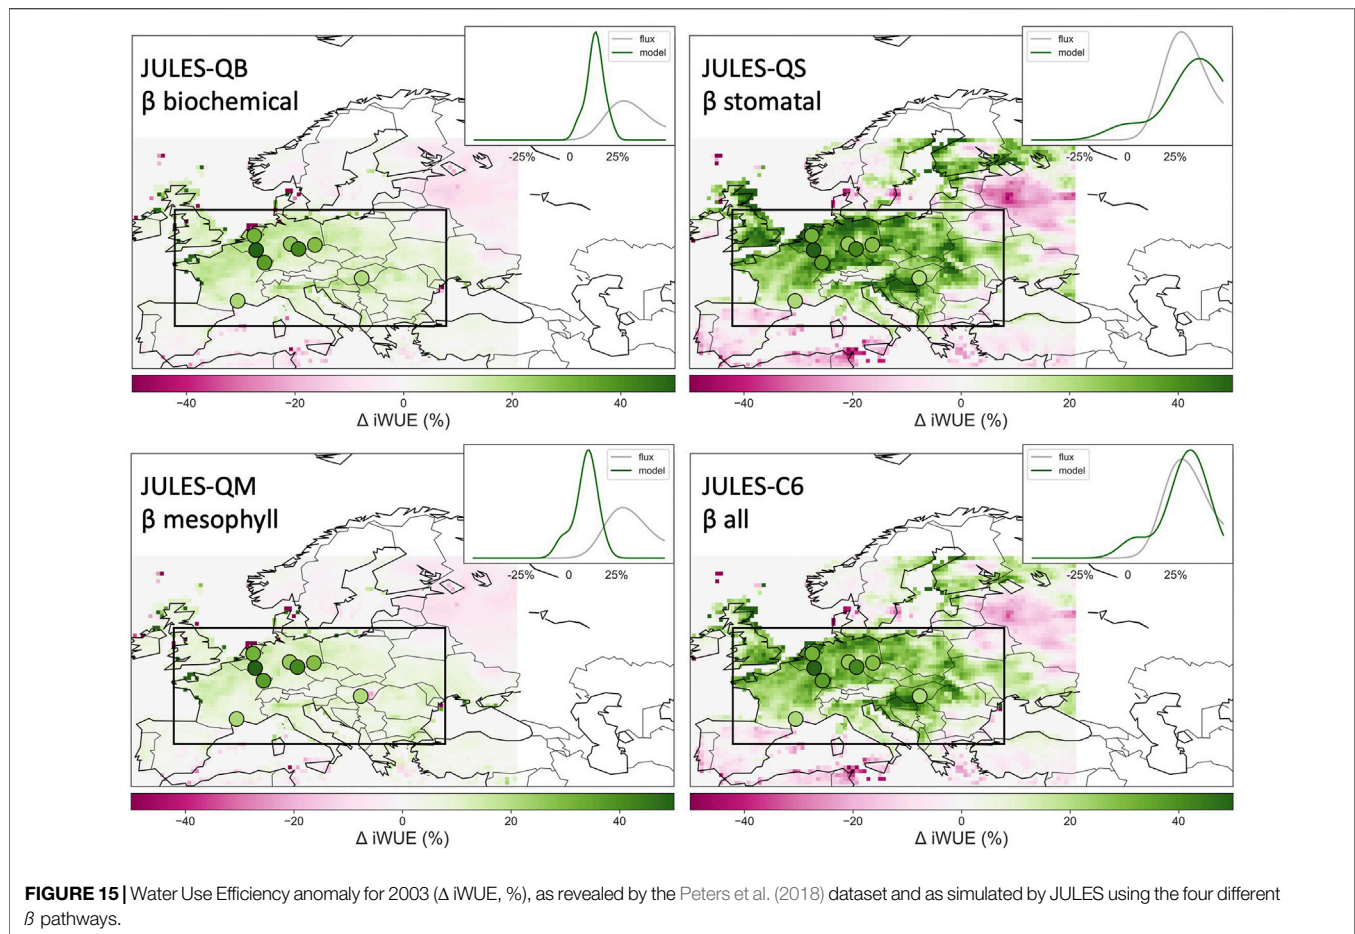 JULES-QB
β biochemical
flux
model
-25% 0 25%
−40 −20 0 20 40
Δ iWUE (%)
JULES-QS
β stomatal
flux
model
-25% 0 25%
−40 −20 0 20 40
Δ iWUE (%)
JULES-QM
β mesophyll
flux
model
-25% 0 25%
−40 −20 0 20 40
Δ iWUE (%)
JULES-C6
β all
flux
model
-25% 0 25%
−40 −20 0 20 40
Δ iWUE (%)
FIGURE 15 | Water Use Efficiency anomaly for 2003 (Δ iWUE, %), as revealed by the Peters et al. (2018) dataset and as simulated by JULES using the four different
β pathways.